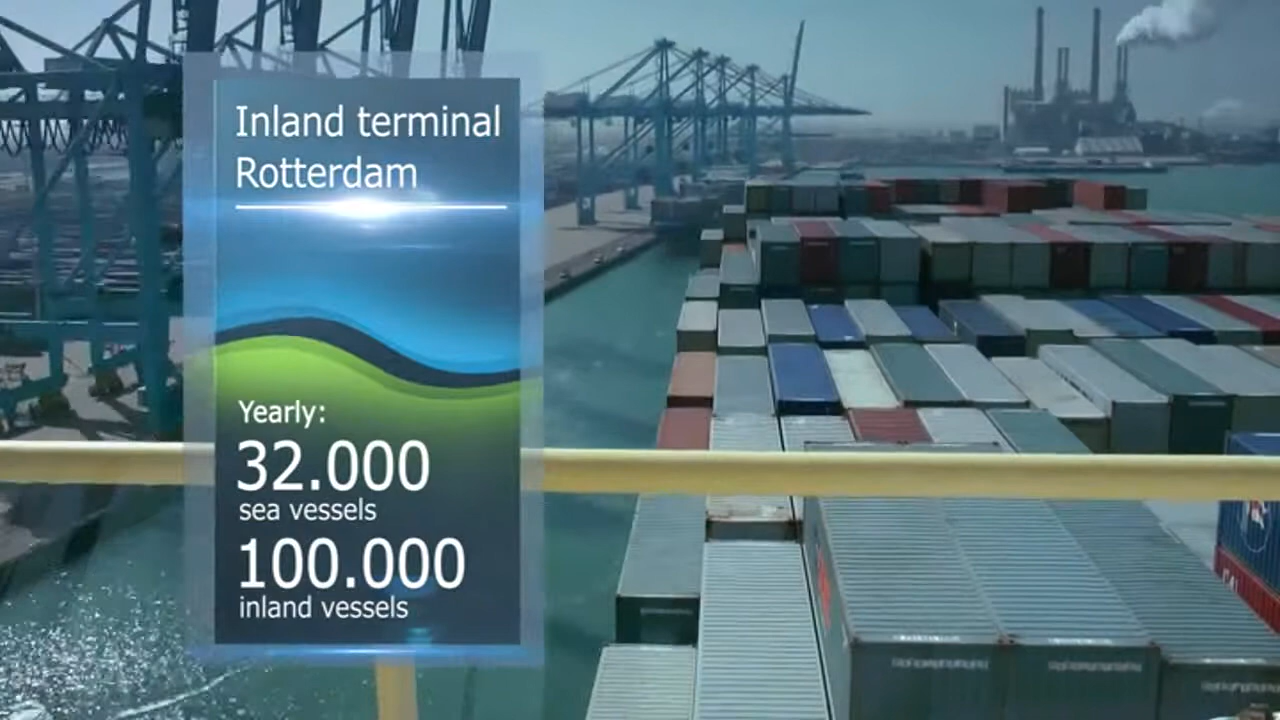 Inland terminal
Rotterdam
Yearly:
32.000
sea vessels
100.000
inland vessels